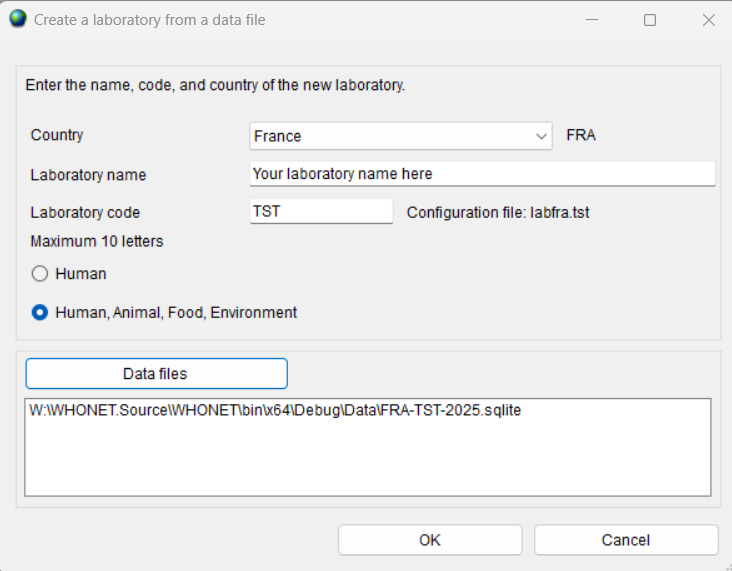 Create a laboratory from a data file
Enter the name, code, and country of the new laboratory.
Country France FRA
Laboratory name Your laboratory name here
Laboratory code TST Configuration file: labfra.tst
Maximum 10 letters
Human
Human, Animal, Food, Environment
Data files
W:\WHONET.Source\WHONET\bin\x64\Debug\Data\FRA-TST-2025.sqlite
OK Cancel